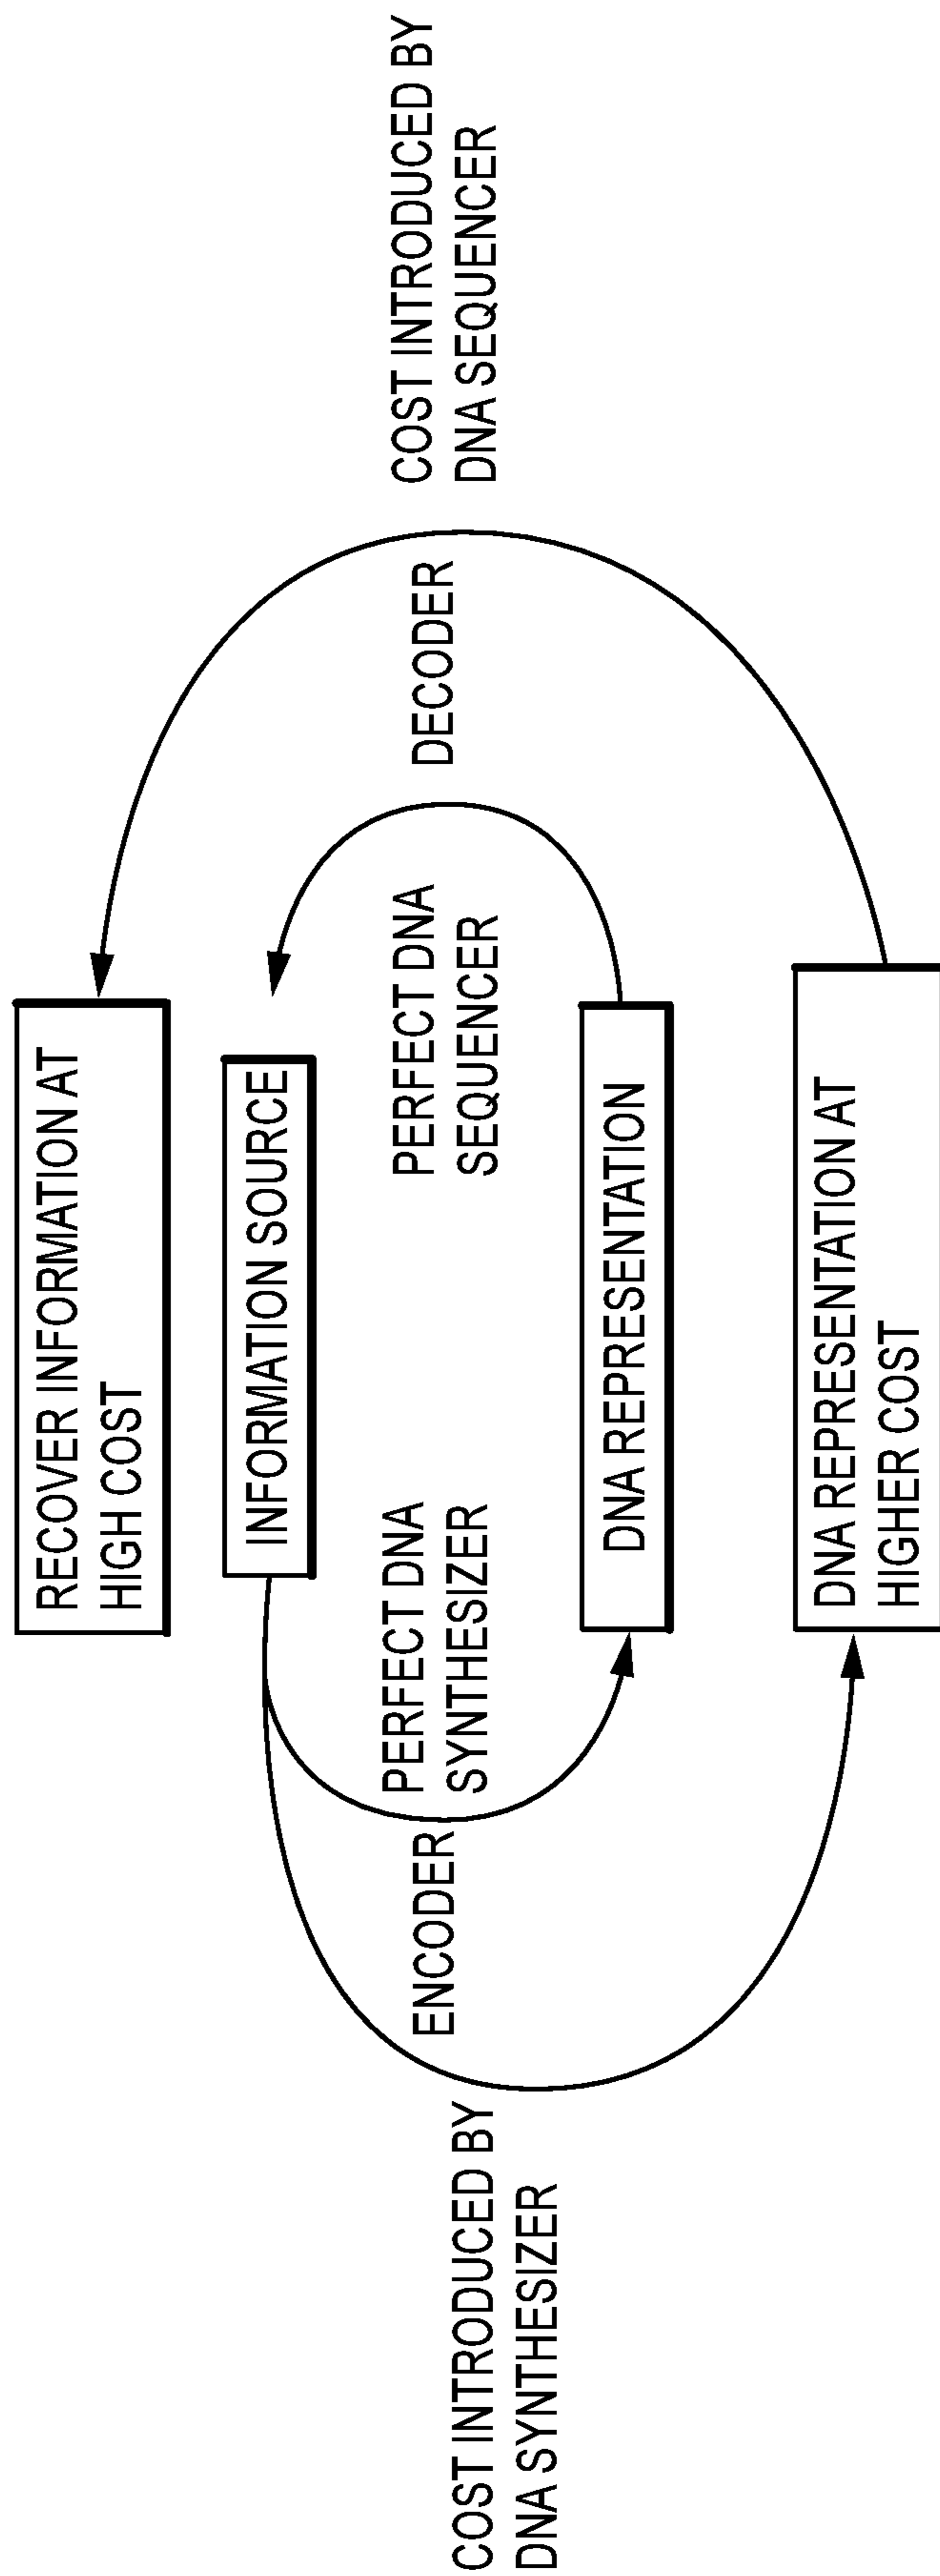 RECOVER INFORMATION AT
HIGH COST
INFORMATION SOURCE
COST INTRODUCED BY
DNA SYNTHESIZER
ENCODER
PERFECT DNA
SYNTHESIZER
PERFECT DNA
SEQUENCER
DECODER
COST INTRODUCED BY
DNA SEQUENCER
DNA REPRESENTATION
DNA REPRESENTATION AT
HIGHER COST